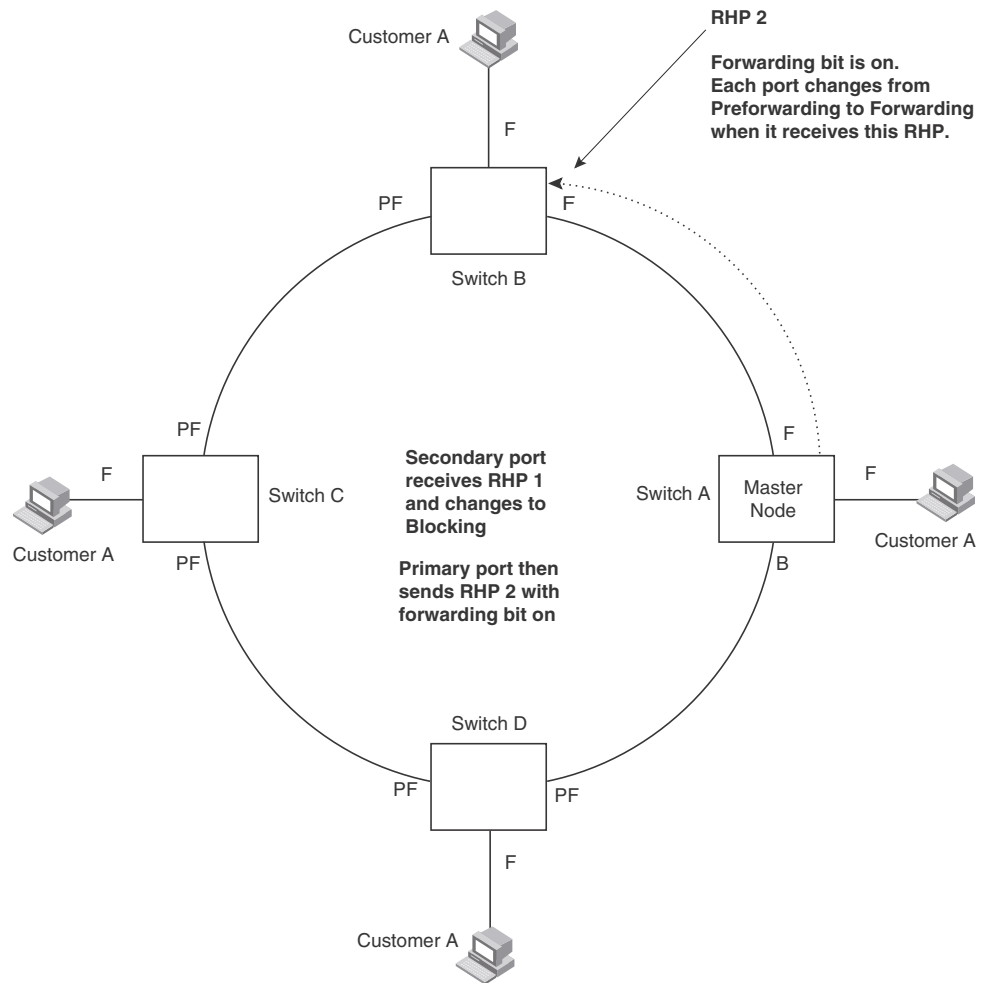 RHP 2
Customer A
Forwarding bit is on.
Each port changes from
Preforwarding to Forwarding
when it receives this RHP.
F
PF
F
Switch B
PF
F
F
Switch C
Customer A
PF
Secondary port
receives RHP 1
and changes to
Blocking
Primary port then
sends RHP 2 with
forwarding bit on
Switch A
Master
Node
F
Customer A
B
Switch D
PF
PF
F
Customer A